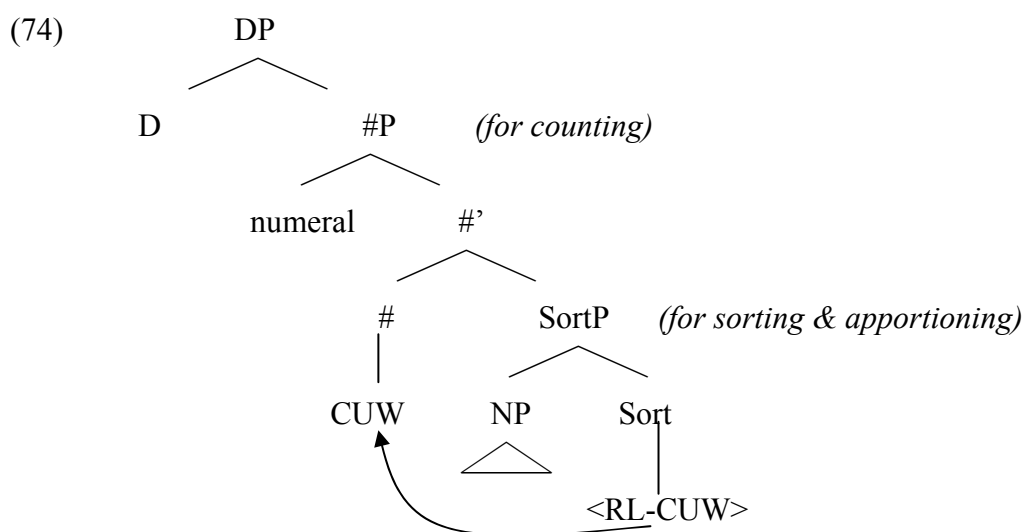 (74) DP
D #P (for counting)
numeral #’
# SortP (for sorting & apportioning)
CUW NP Sort
<RL-CUW>